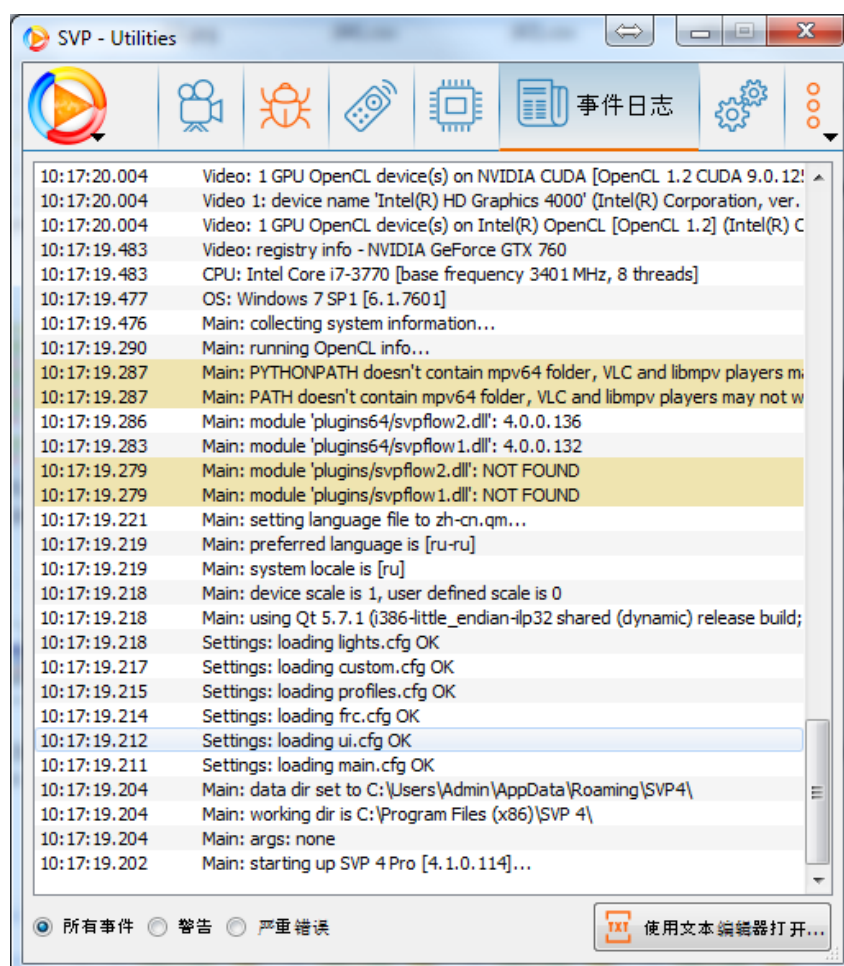 SVP - Utilities
事件日志
10:17:20.004 Video: 1 GPU OpenCL device(s) on NVIDIA CUDA [OpenCL 1.2 CUDA 9.0.12
10:17:20.004 Video 1: device name 'Intel(R) HD Graphics 4000' (Intel(R) Corporation, ver.
10:17:20.004 Video: 1 GPU OpenCL device(s) on Intel(R) OpenCL [OpenCL 1.2] (Intel(R) C
10:17:19.483 Video: registry info - NVIDIA GeForce GTX 760
10:17:19.483 CPU: Intel Core i7-3770 [base frequency 3401 MHz, 8 threads]
10:17:19.477 OS: Windows 7 SP1 [6.1.7601]
10:17:19.476 Main: collecting system information...
10:17:19.290 Main: running OpenCL info...
10:17:19.287 Main: PYTHONPATH doesn't contain mpv64 folder, VLC and libmpv players m
10:17:19.287 Main: PATH doesn't contain mpv64 folder, VLC and libmpv players may not w
10:17:19.286 Main: module 'plugins64/svpflow2.dll': 4.0.0.136
10:17:19.283 Main: module 'plugins64/svpflow1.dll': 4.0.0.132
10:17:19.279 Main: module 'plugins/svpflow2.dll': NOT FOUND
10:17:19.279 Main: module 'plugins/svpflow1.dll': NOT FOUND
10:17:19.221 Main: setting language file to zh-cn.qm...
10:17:19.219 Main: preferred language is [ru-ru]
10:17:19.219 Main: system locale is [ru]
10:17:19.218 Main: device scale is 1, user defined scale is 0
10:17:19.218 Main: using Qt 5.7.1 (i386-little_endian-ilp32 shared (dynamic) release build;
10:17:19.218 Settings: loading lights.cfg OK
10:17:19.217 Settings: loading custom.cfg OK
10:17:19.215 Settings: loading profiles.cfg OK
10:17:19.214 Settings: loading frc.cfg OK
10:17:19.212 Settings: loading ui.cfg OK
10:17:19.211 Settings: loading main.cfg OK
10:17:19.204 Main: data dir set to C:\Users\Admin\AppData\Roaming\SVP4\
10:17:19.204 Main: working dir is C:\Program Files (x86)\SVP 4\
10:17:19.204 Main: args: none
10:17:19.202 Main: starting up SVP 4 Pro [4.1.0.114]...
所有事件 警告 严重错误 TXT 使用文本编辑器打开...